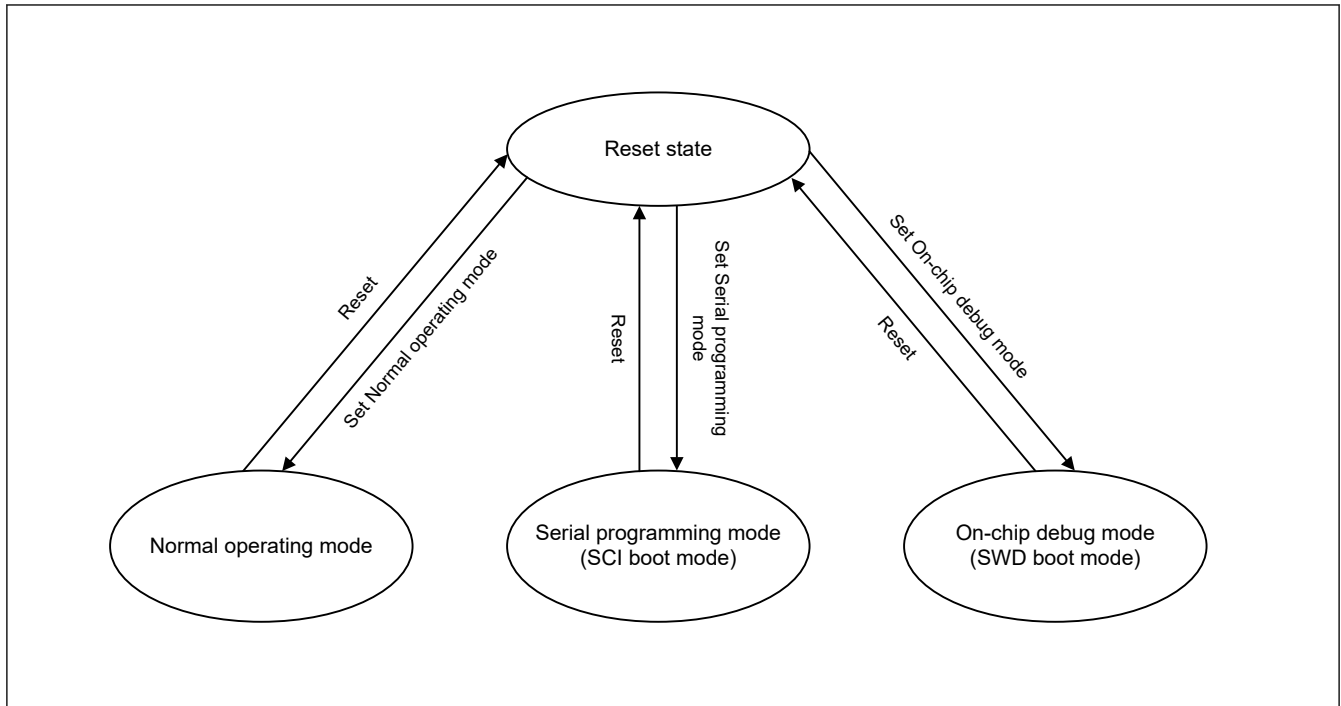 Reset state
Reset
Set Normal operating mode
Reset
Set Serial programming
mode
Set On-chip debug mode
Reset
Normal operating mode
Serial programming mode
(SCI boot mode)
On-chip debug mode
(SWD boot mode)